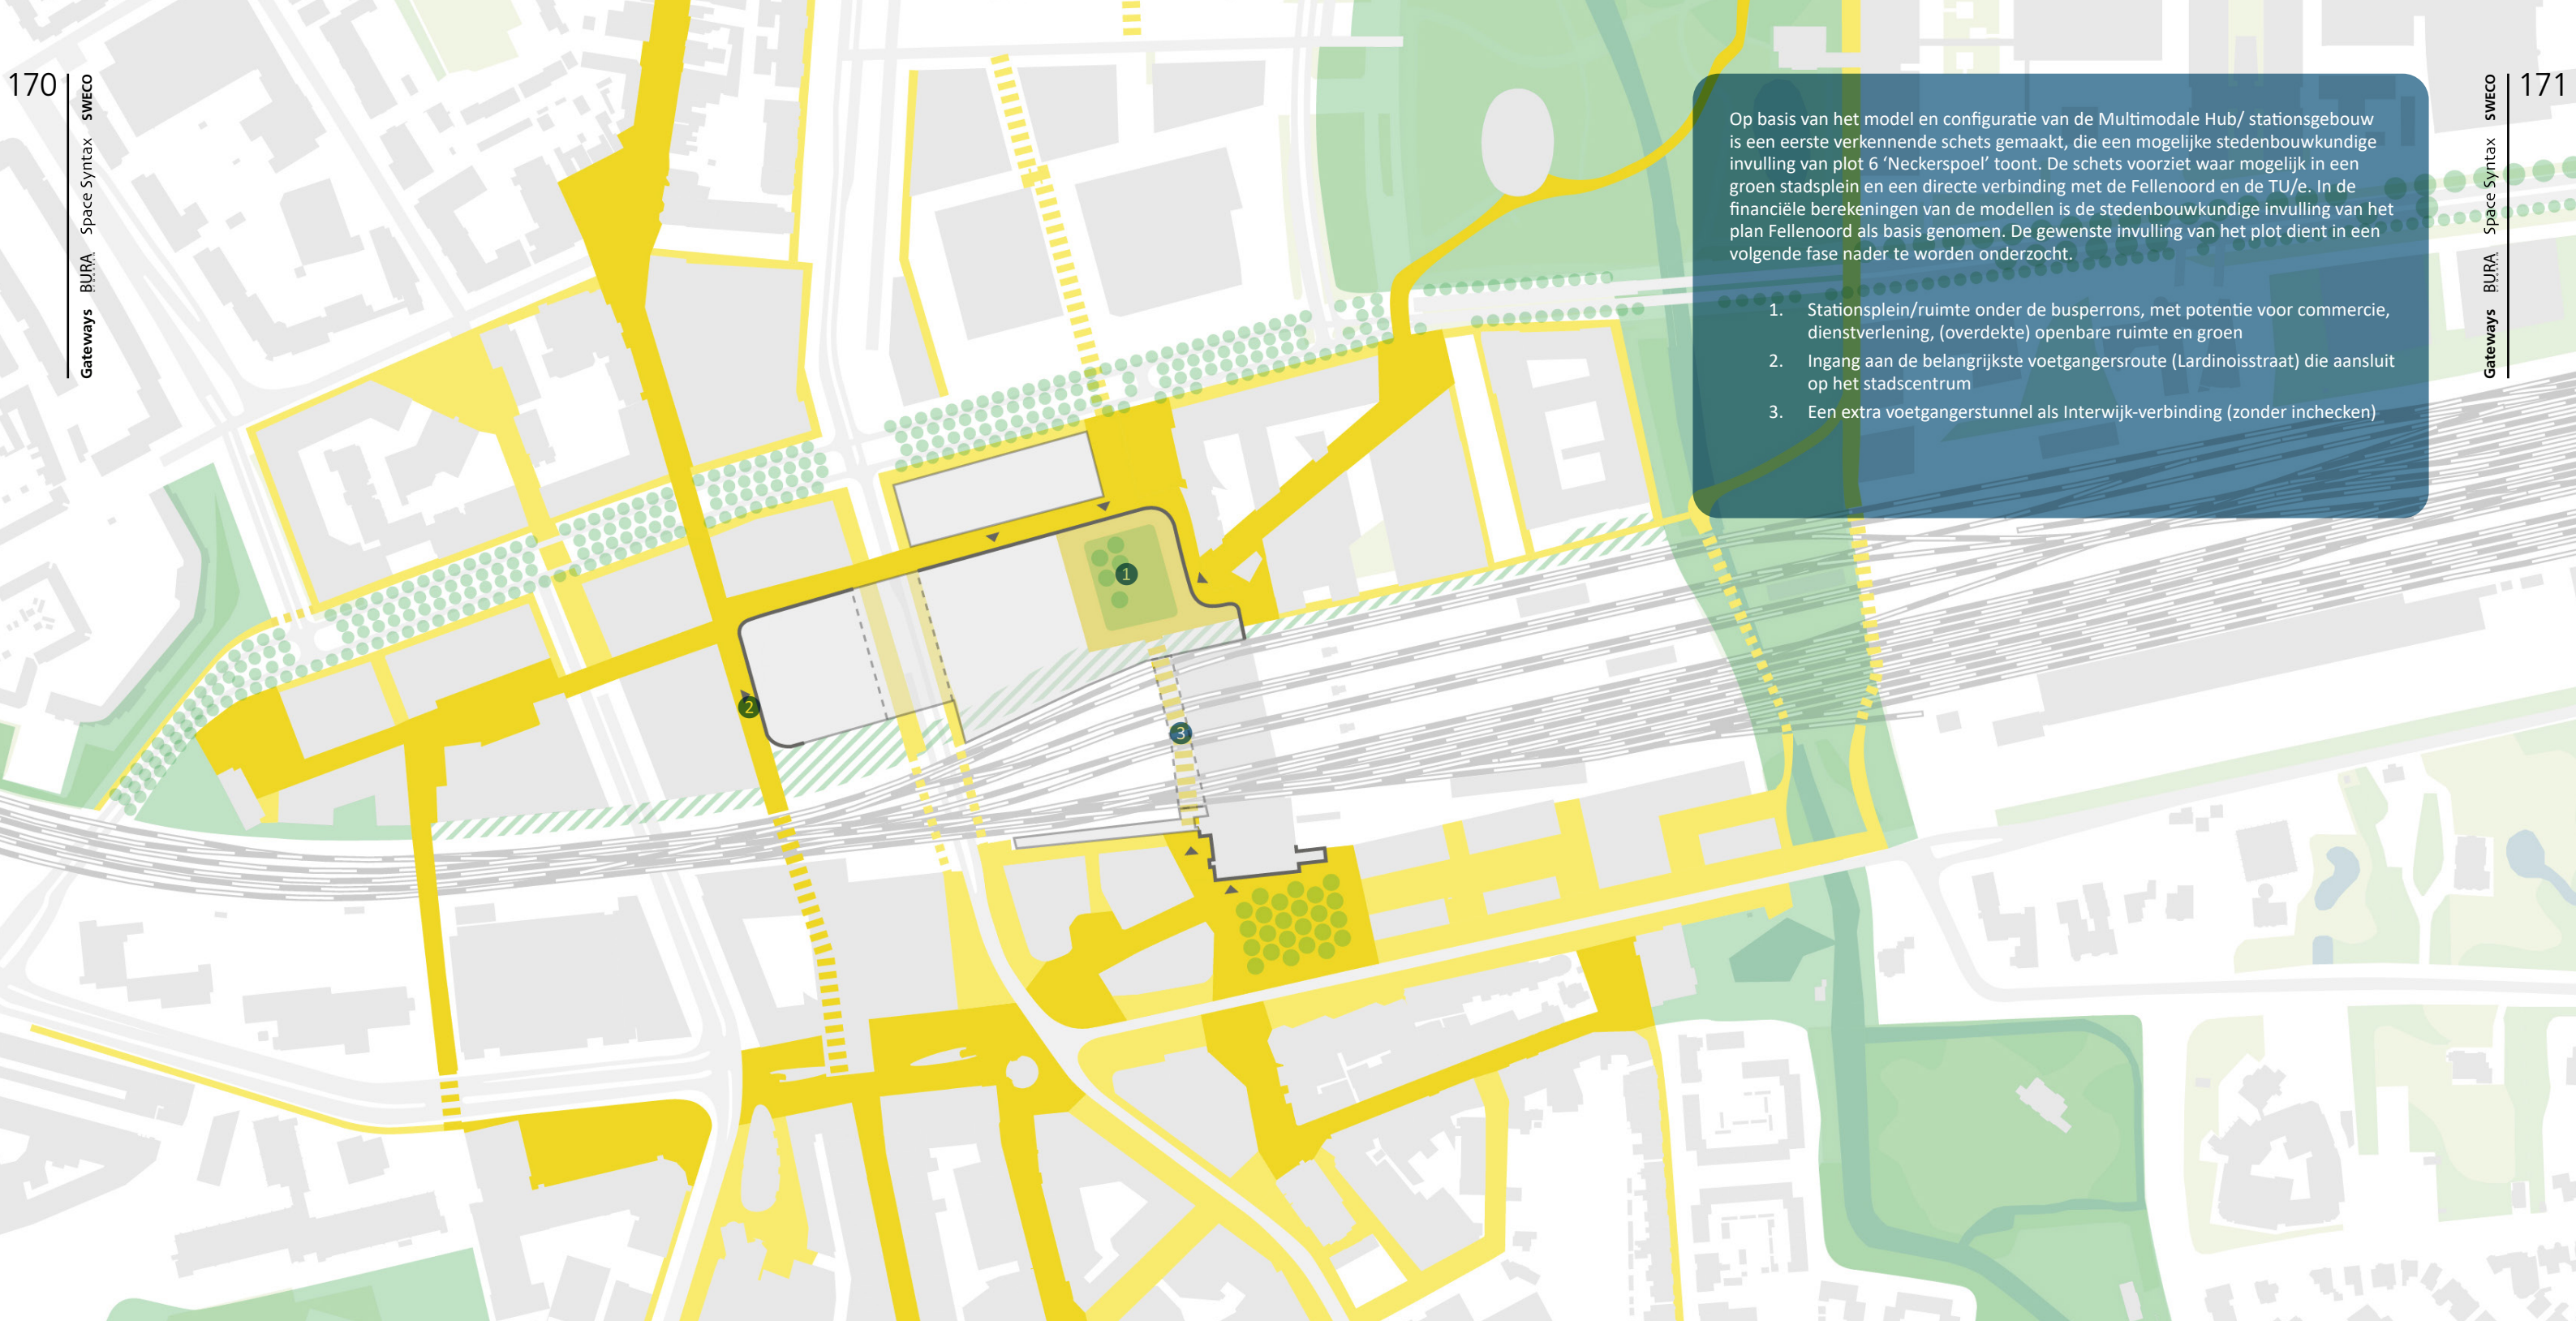 170
Gateways BURA Space Syntax SWECO
Op basis van het model en configuratie van de Multimodale Hub/ stationsgebouw
is een eerste verkennende schets gemaakt, die een mogelijke stedenbouwkundige
invulling van plot 6 ‘Neckerspoel’ toont. De schets voorziet waar mogelijk in een
groen stadsplein en een directe verbinding met de Fellenoord en de TU/e. In de
financiële berekeningen van de modellen is de stedenbouwkundige invulling van het
plan Fellenoord als basis genomen. De gewenste invulling van het plot dient in een
volgende fase nader te worden onderzocht.
1. Stationsplein/ruimte onder de busperrons, met potentie voor commercie,
dienstverlening, (overdekte) openbare ruimte en groen
2. Ingang aan de belangrijkste voetgangersroute (Lardinoisstraat) die aansluit
op het stadscentrum
3. Een extra voetgangerstunnel als Interwijk-verbinding (zonder inchecken)
171
Gateways BURA Space Syntax SWECO
1
2
3